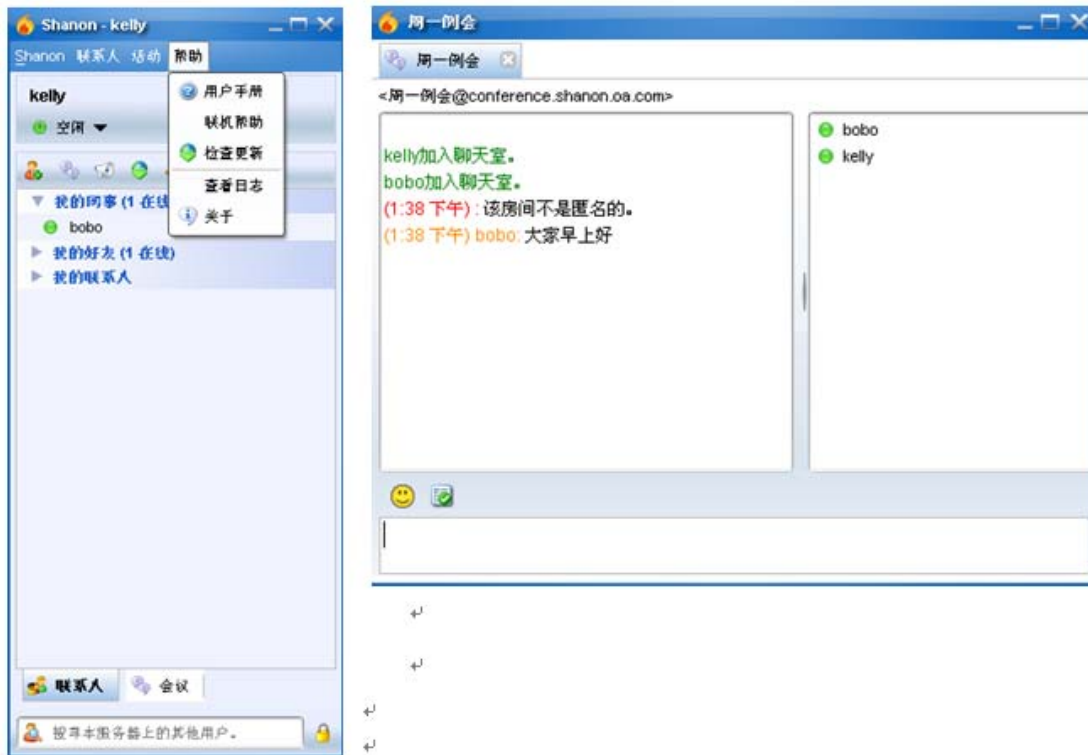 Shanon - kelly
Shanon 联系人 活动 帮助
kelly
空闲
用户手册
联机帮助
检查更新
查看日志
关于
我的同事 (1 在线
bobo
我的好友 (1 在线)
我的联系人
联系人 会议
搜寻本服务器上的其他用户。
周一例会
周一例会
<周一例会@conference.shanon.oa.com>
kelly加入聊天室。
bobo加入聊天室。
(1:38 下午) : 该房间不是匿名的。
(1:38 下午) bobo: 大家早上好
bobo
kelly